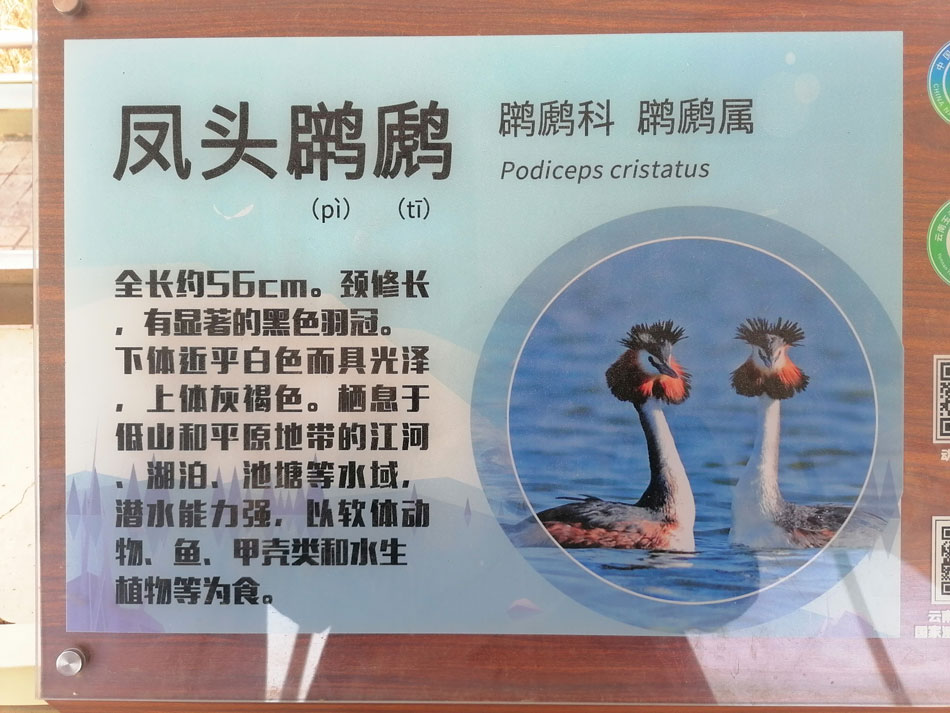 凤头䴙䴘
（pì） （tī）
䴙䴘科 䴙䴘属
Podiceps cristatus
全长约56cm。颈修长
，有显著的黑色羽冠。
下体近乎白色而具光泽
，上体灰褐色。栖息于
低山和平原地带的江河
、湖泊、池塘等水域，
潜水能力强，以软体动
物、鱼、甲壳类和水生
植物等为食。